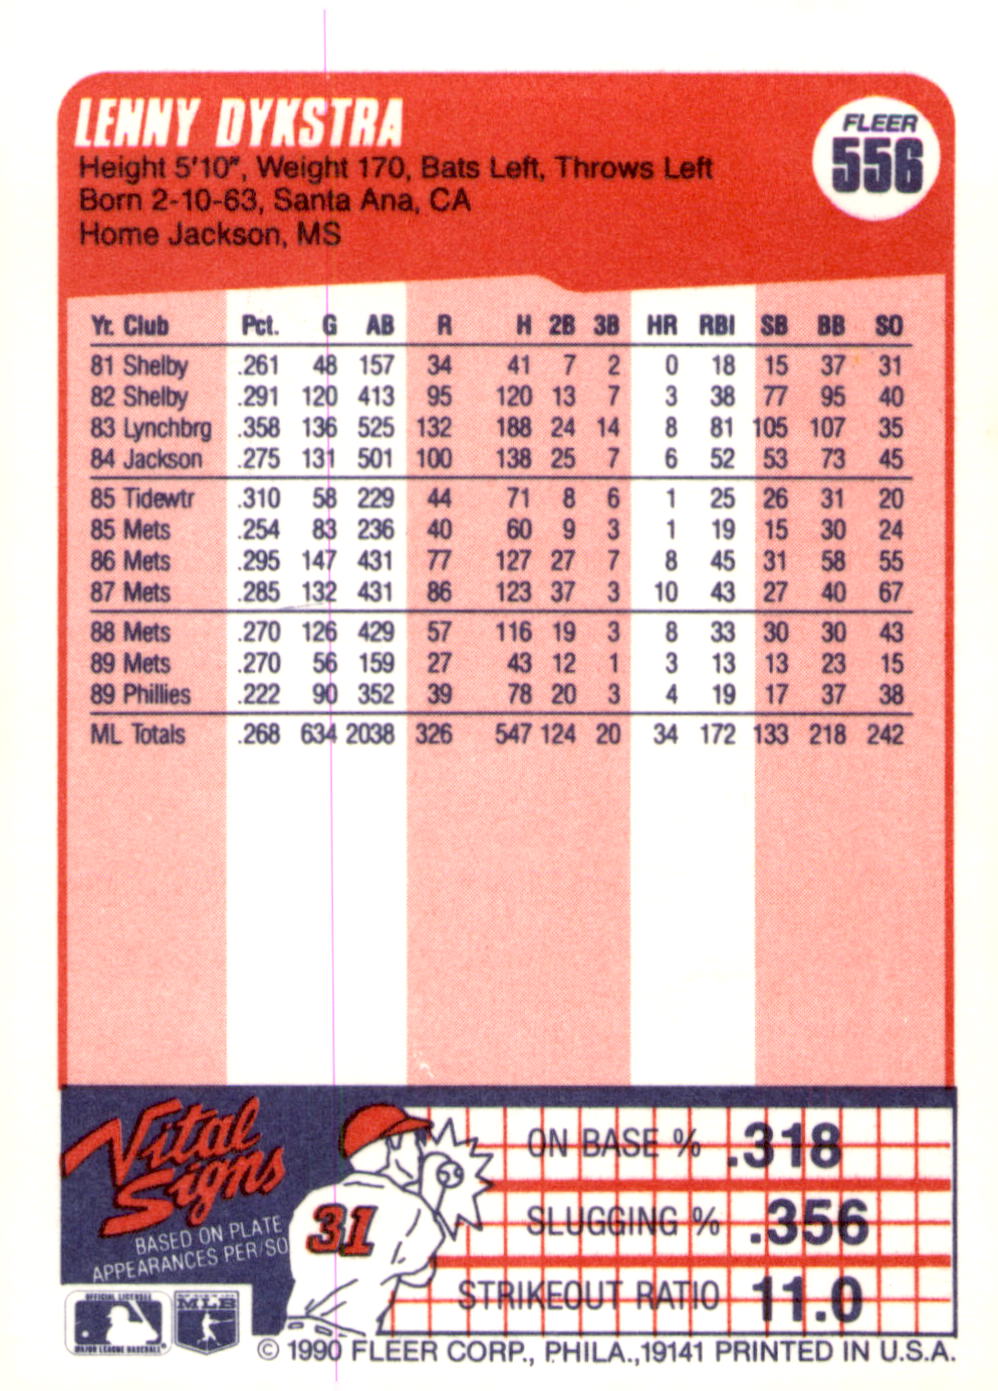 LENNY DYKSTRA
FLEER
556
Height 5'10", Weight 170, Bats Left, Throws Left
Born 2-10-63, Santa Ana, CA
Home Jackson, MS
Yr. Club Pct. G AB R H 2B 3B HR RBI SB BB SO
81 Shelby .261 48 157 34 41 7 2 0 18 15 37 31
82 Shelby .291 120 413 95 120 13 7 3 38 77 95 40
83 Lynchbrg .358 136 525 132 188 24 14 8 81 105 107 35
84 Jackson .275 131 501 100 138 25 7 6 52 53 73 45
85 Tidewtr .310 58 229 44 71 8 6 1 25 26 31 20
85 Mets .254 83 236 40 60 9 3 1 19 15 30 24
86 Mets .295 147 431 77 127 27 7 8 45 31 58 55
87 Mets .285 132 431 86 123 37 3 10 43 27 40 67
88 Mets .270 126 429 57 116 19 3 8 33 30 30 43
89 Mets .270 56 159 27 43 12 1 3 13 13 23 15
89 Phillies .222 90 352 39 78 20 3 4 19 17 37 38
ML Totals .268 634 2038 326 547 124 20 34 172 133 218 242
Vital
Signs
BASED ON PLATE
APPEARANCES PER/SO
31
ON BASE % .318
SLUGGING % .356
STRIKEOUT RATIO 11.0
OFFICIAL LICENSEE
MAJOR LEAGUE BASEBALL
MLB
© 1990 FLEER CORP., PHILA.,19141 PRINTED IN U.S.A.